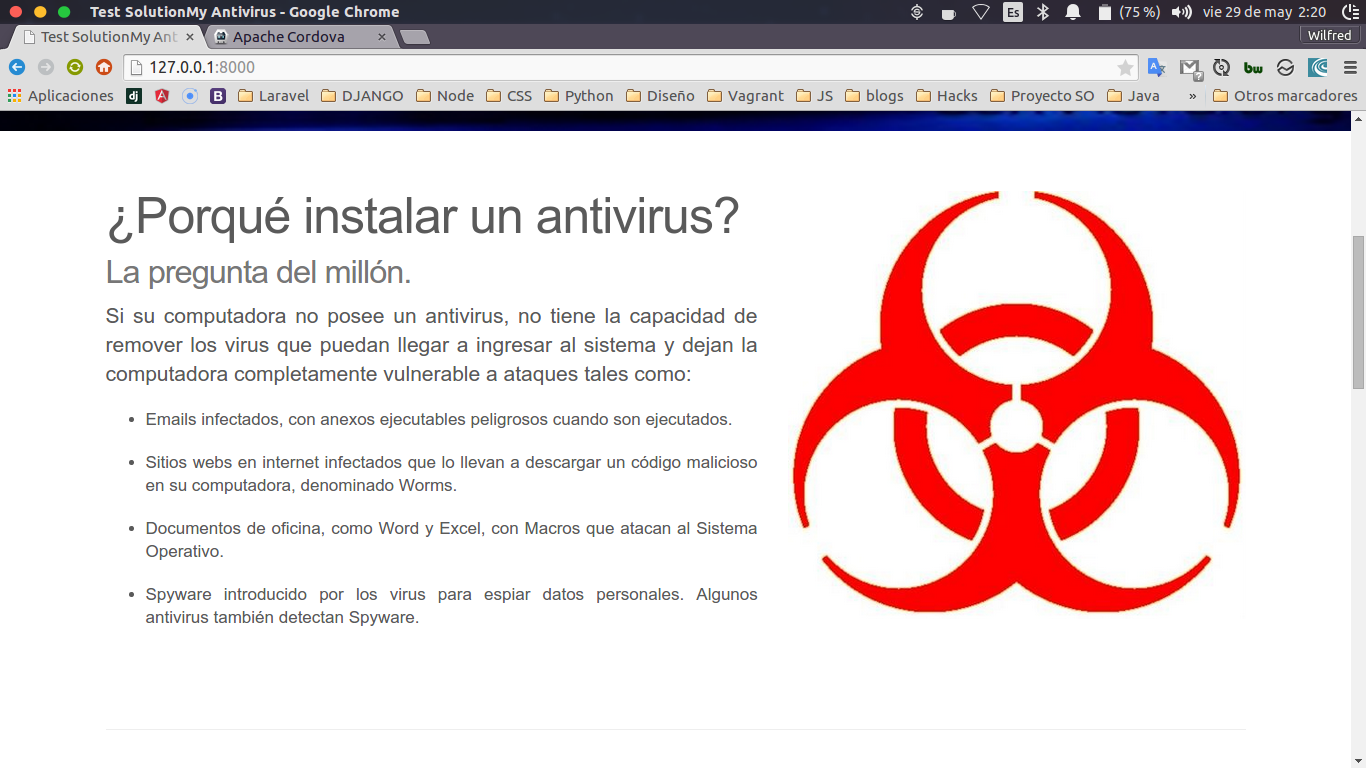 Test SolutionMy Antivirus - Google Chrome
Es
(75 %)
vie 29 de may 2:20
Test SolutionMy Ant
Apache Cordova
Wilfred
127.0.0.1:8000
Aplicaciones
dj
B
Laravel
DJANGO
Node
CSS
Python
Diseño
Vagrant
JS
blogs
Hacks
Proyecto SO
Java
»
Otros marcadores
¿Porqué instalar un antivirus?
La pregunta del millón.
Si su computadora no posee un antivirus, no tiene la capacidad de
remover los virus que puedan llegar a ingresar al sistema y dejan la
computadora completamente vulnerable a ataques tales como:
• Emails infectados, con anexos ejecutables peligrosos cuando son ejecutados.
• Sitios webs en internet infectados que lo llevan a descargar un código malicioso
en su computadora, denominado Worms.
• Documentos de oficina, como Word y Excel, con Macros que atacan al Sistema
Operativo.
• Spyware introducido por los virus para espiar datos personales. Algunos
antivirus también detectan Spyware.